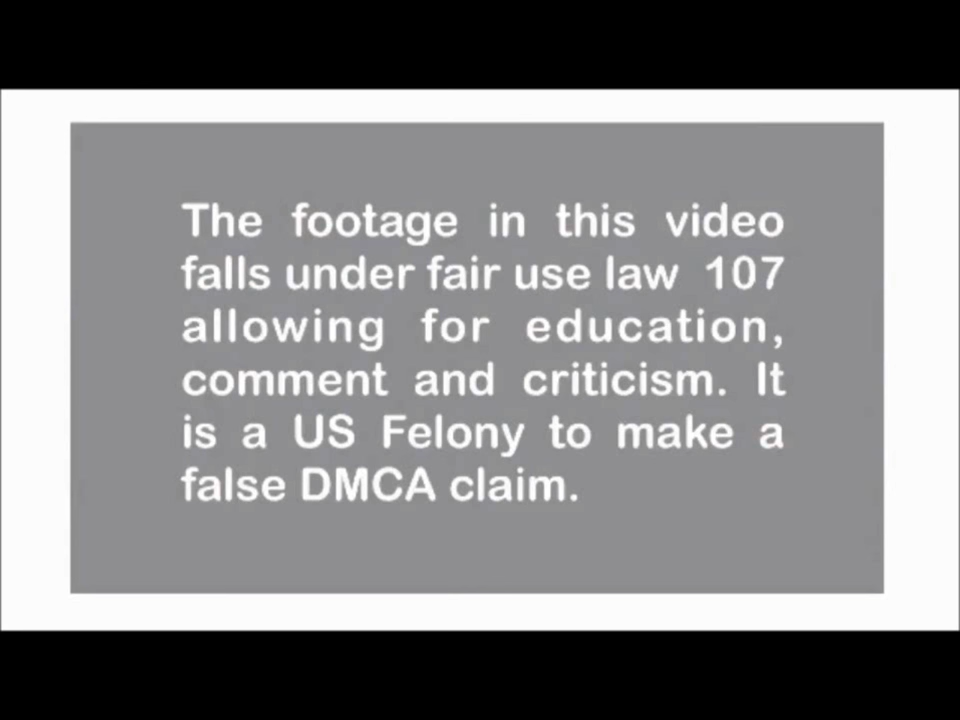 The footage in this video
falls under fair use law 107
allowing for education,
comment and criticism. It
is a US Felony to make a
false DMCA claim.